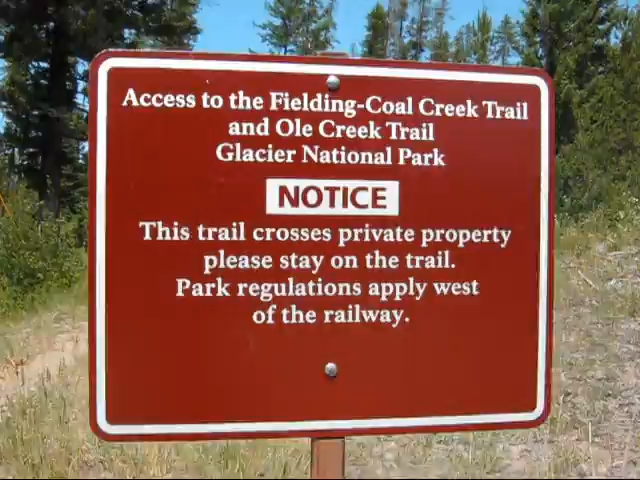 Access to the Fielding-Coal Creek Trail
and Ole Creek Trail
Glacier National Park
NOTICE
This trail crosses private property
please stay on the trail.
Park regulations apply west
of the railway.